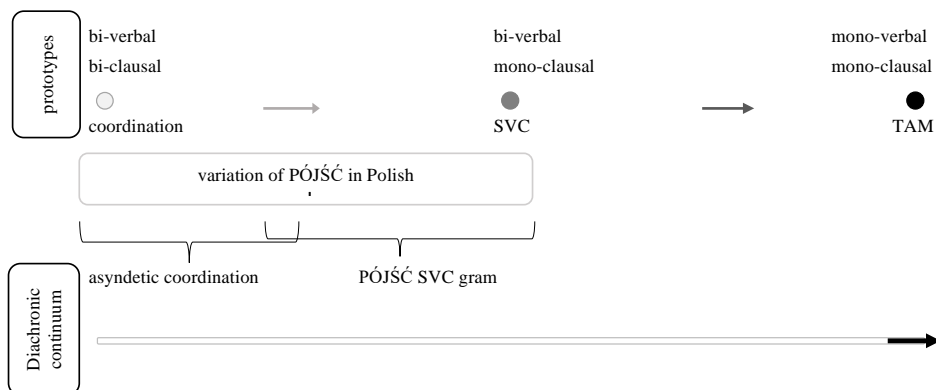 prototypes
bi-verbal
bi-clausal
coordination
bi-verbal
mono-clausal
SVC
mono-verbal
mono-clausal
TAM
variation of PÓJŚĆ in Polish
asyndetic coordination
PÓJŚĆ SVC gram
Diachronic
continuum